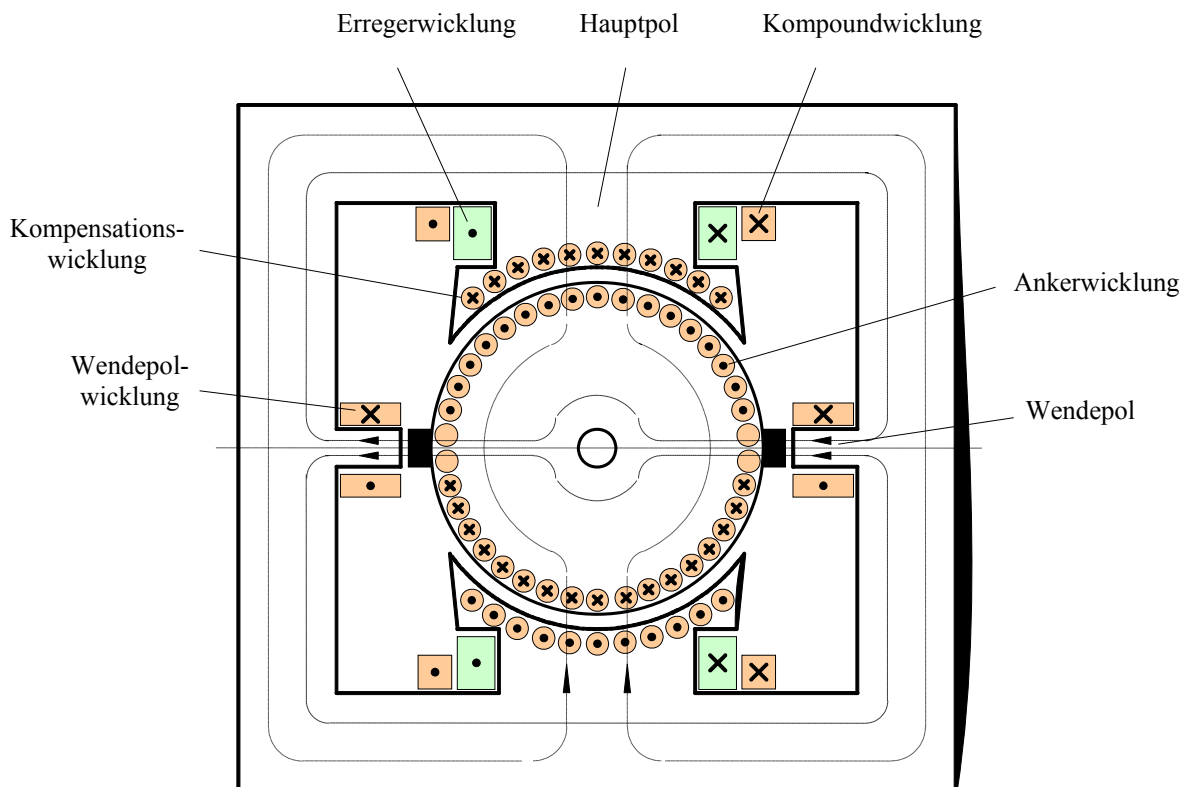 Erregerwicklung
Hauptpol
Kompoundwicklung
Kompensations-
wicklung
Ankerwicklung
Wendepol-
wicklung
Wendepol